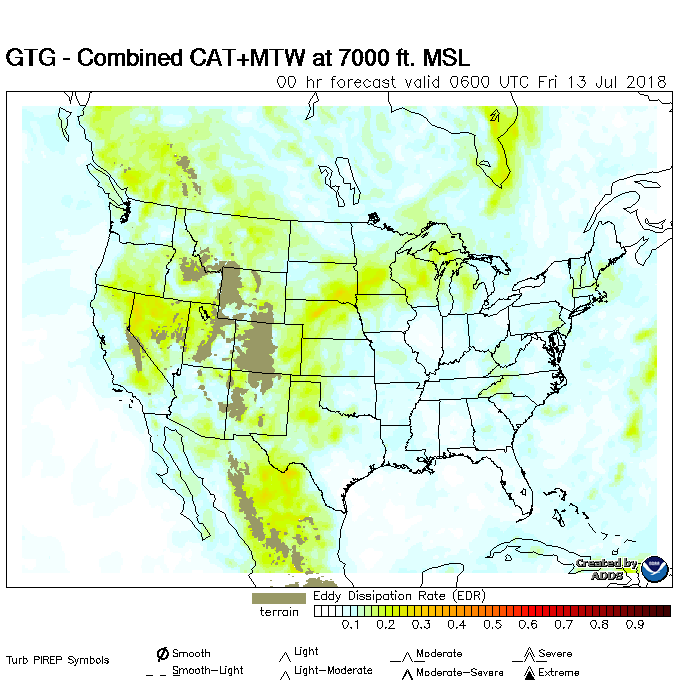 GTG - Combined CAT+MTW at 7000 ft. MSL
00 hr forecast valid 0600 UTC Fri 13 Jul 2018
Created by
ADDS
Eddy Dissipation Rate (EDR)
terrain
0.1 0.2 0.3 0.4 0.5 0.6 0.7 0.8 0.9
Turb PIREP Symbols
Smooth Light Moderate Severe
Smooth-Light Light-Moderate Moderate-Severe Extreme